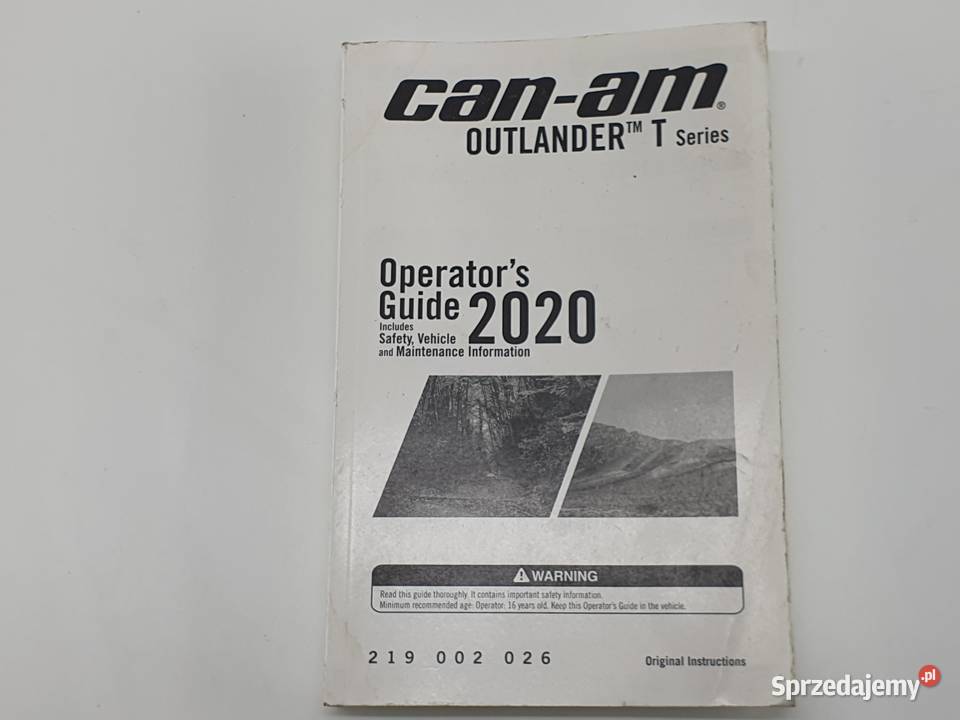 can-am®
OUTLANDER™ T Series
Operator's
Guide 2020
Includes
Safety, Vehicle
and Maintenance Information
⚠ WARNING
Read this guide thoroughly. It contains important safety information.
Minimum recommended age: Operator: 16 years old. Keep this Operator's Guide in the vehicle.
219 002 026
Original Instructions
Sprzedajemy.pl